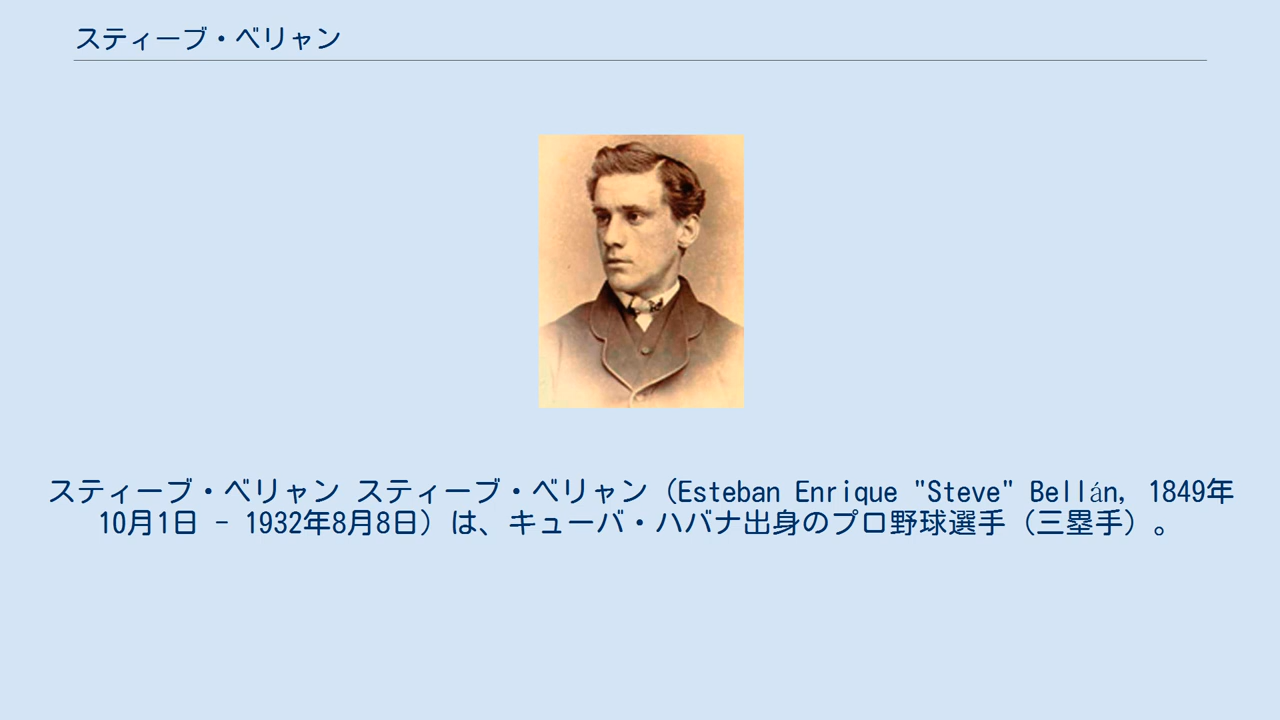 スティーブ・ベリャン
スティーブ・ベリャン スティーブ・ベリャン（Esteban Enrique "Steve" Bellán, 1849年
10月1日 - 1932年8月8日）は、キューバ・ハバナ出身のプロ野球選手（三塁手）。